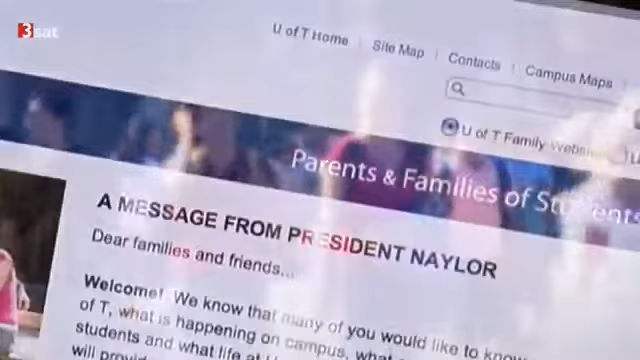 3sat
U of T Home Site Map Contacts Campus Maps
U of T Family Website
Parents & Families of Students
A MESSAGE FROM PRESIDENT NAYLOR
Dear families and friends...
Welcome! We know that many of you would like to know
of T, what is happening on campus, what
students and what life at
will